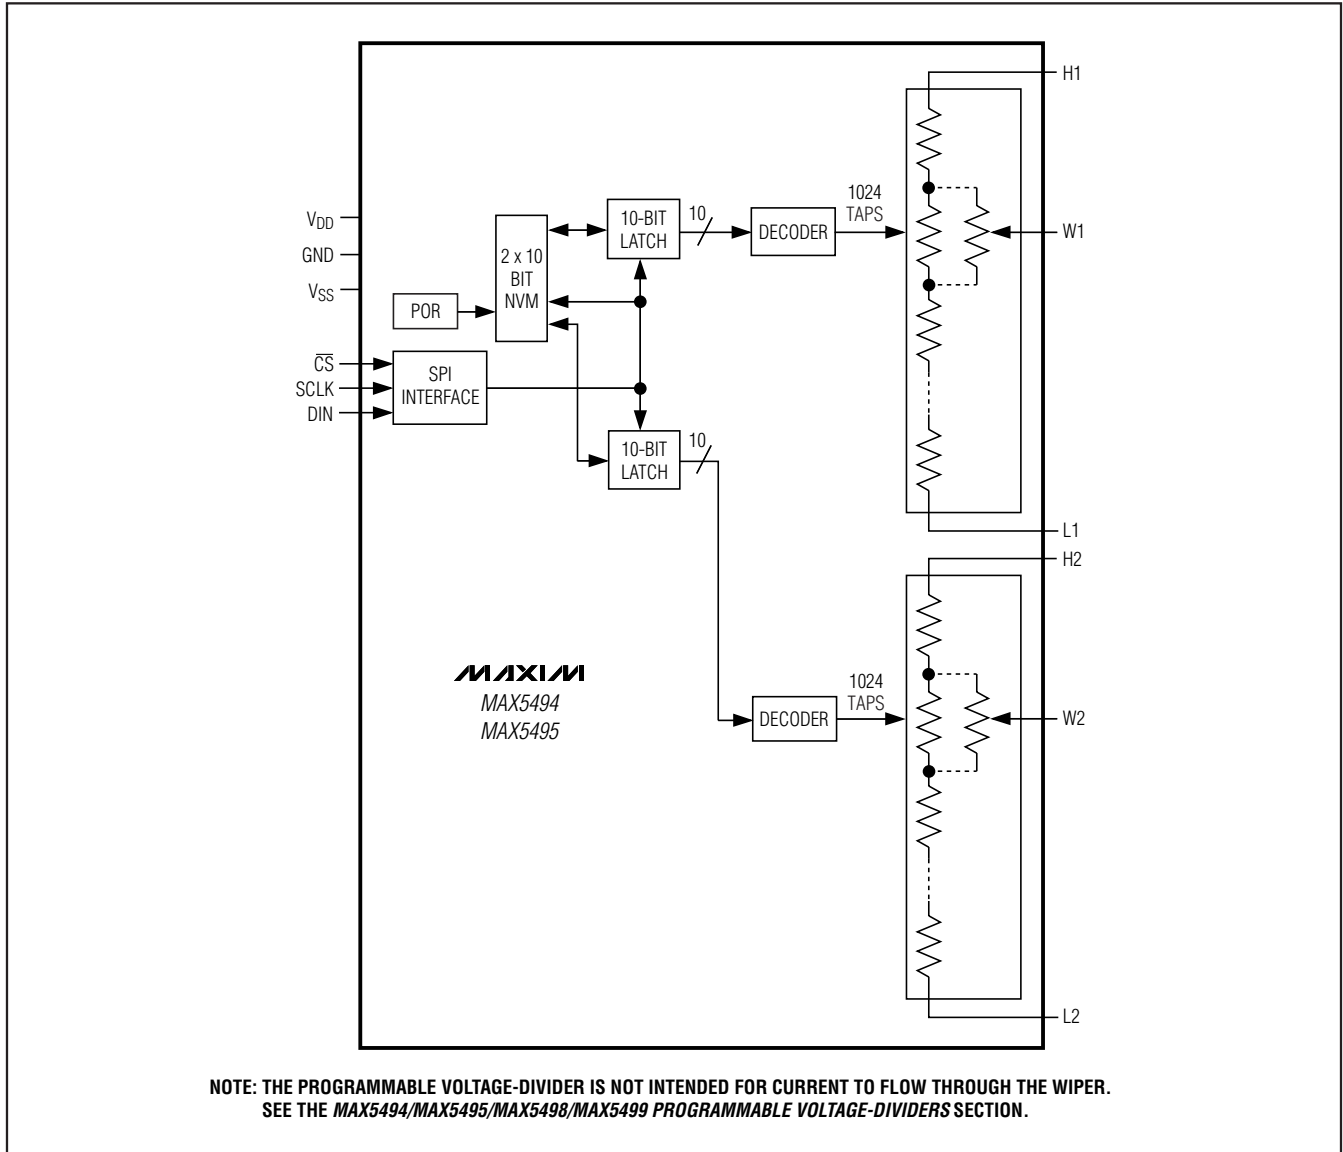 H1
1024
TAPS
10
10-BIT
LATCH
DECODER
W1
VDD
GND
VSS
2 x 10
BIT
NVM
POR
CS
SCLK
DIN
SPI
INTERFACE
10
10-BIT
LATCH
L1
H2
MAXIM
MAX5494
MAX5495
1024
TAPS
DECODER
W2
L2
NOTE: THE PROGRAMMABLE VOLTAGE-DIVIDER IS NOT INTENDED FOR CURRENT TO FLOW THROUGH THE WIPER.
SEE THE MAX5494/MAX5495/MAX5498/MAX5499 PROGRAMMABLE VOLTAGE-DIVIDERS SECTION.